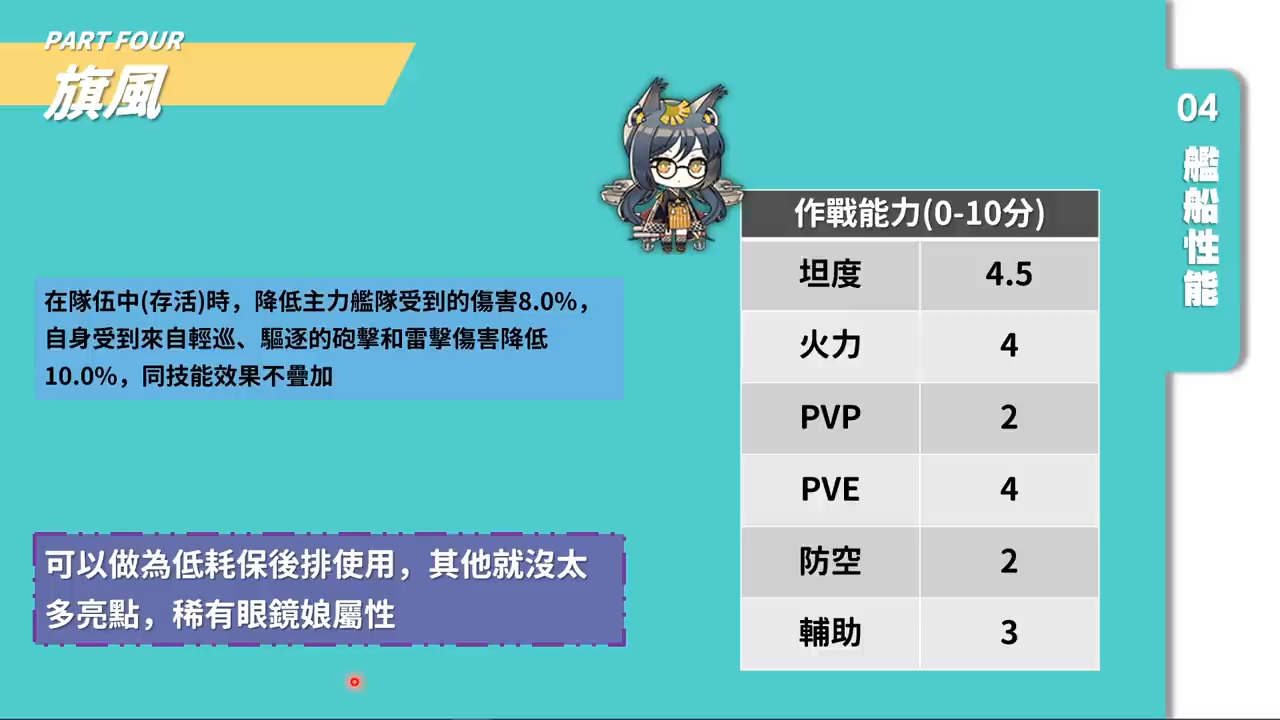 PART FOUR
旗風
04
艦船性能
在隊伍中(存活)時，降低主力艦隊受到的傷害8.0%，
自身受到來自輕巡、驅逐的砲擊和雷擊傷害降低
10.0%，同技能效果不疊加
可以做為低耗保後排使用，其他就沒太
多亮點，稀有眼鏡娘屬性
作戰能力(0-10分)
坦度 4.5
火力 4
PVP 2
PVE 4
防空 2
輔助 3